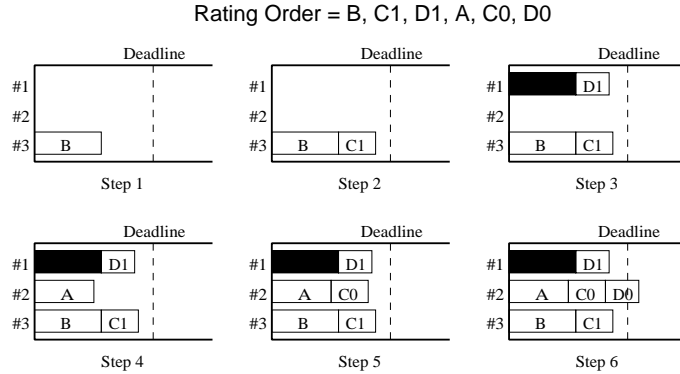 Rating Order = B, C1, D1, A, C0, D0
Deadline
#1
#2
#3 B
Step 1
Deadline
#1
#2
#3 B C1
Step 2
Deadline
#1 D1
#2
#3 B C1
Step 3
Deadline
#1 D1
#2 A
#3 B C1
Step 4
Deadline
#1 D1
#2 A C0
#3 B C1
Step 5
Deadline
#1 D1
#2 A C0 D0
#3 B C1
Step 6